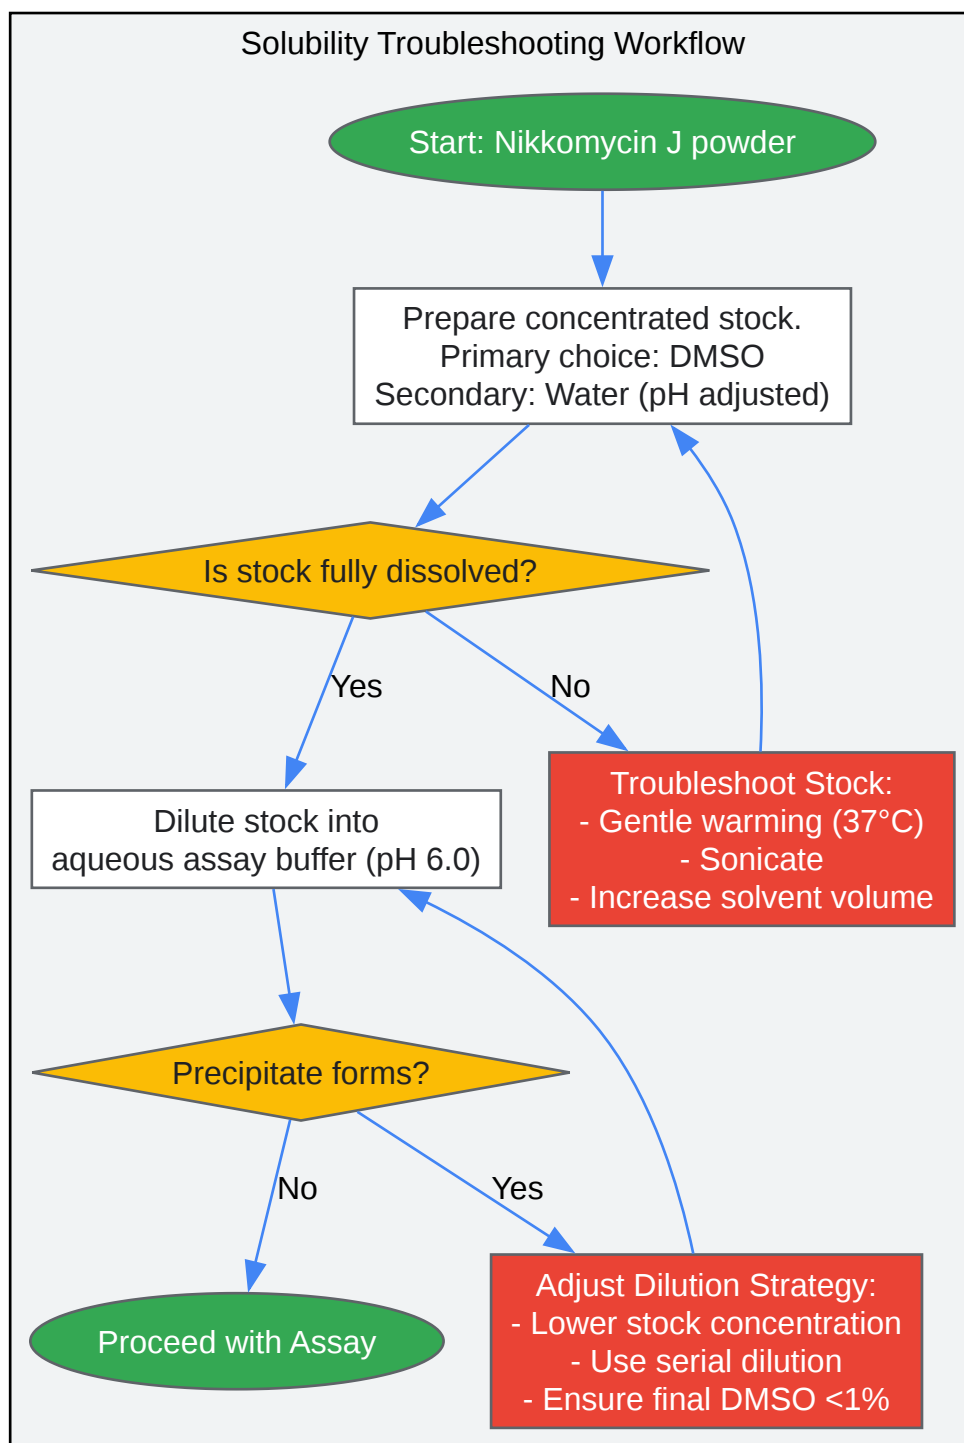 Solubility Troubleshooting Workflow
Start: Nikkomycin J powder
Prepare concentrated stock.
Primary choice: DMSO
Secondary: Water (pH adjusted)
Is stock fully dissolved?
Yes
No
Troubleshoot Stock:
- Gentle warming (37°C)
- Sonicate
- Increase solvent volume
Dilute stock into
aqueous assay buffer (pH 6.0)
Precipitate forms?
No
Yes
Adjust Dilution Strategy:
- Lower stock concentration
- Use serial dilution
- Ensure final DMSO <1%
Proceed with Assay